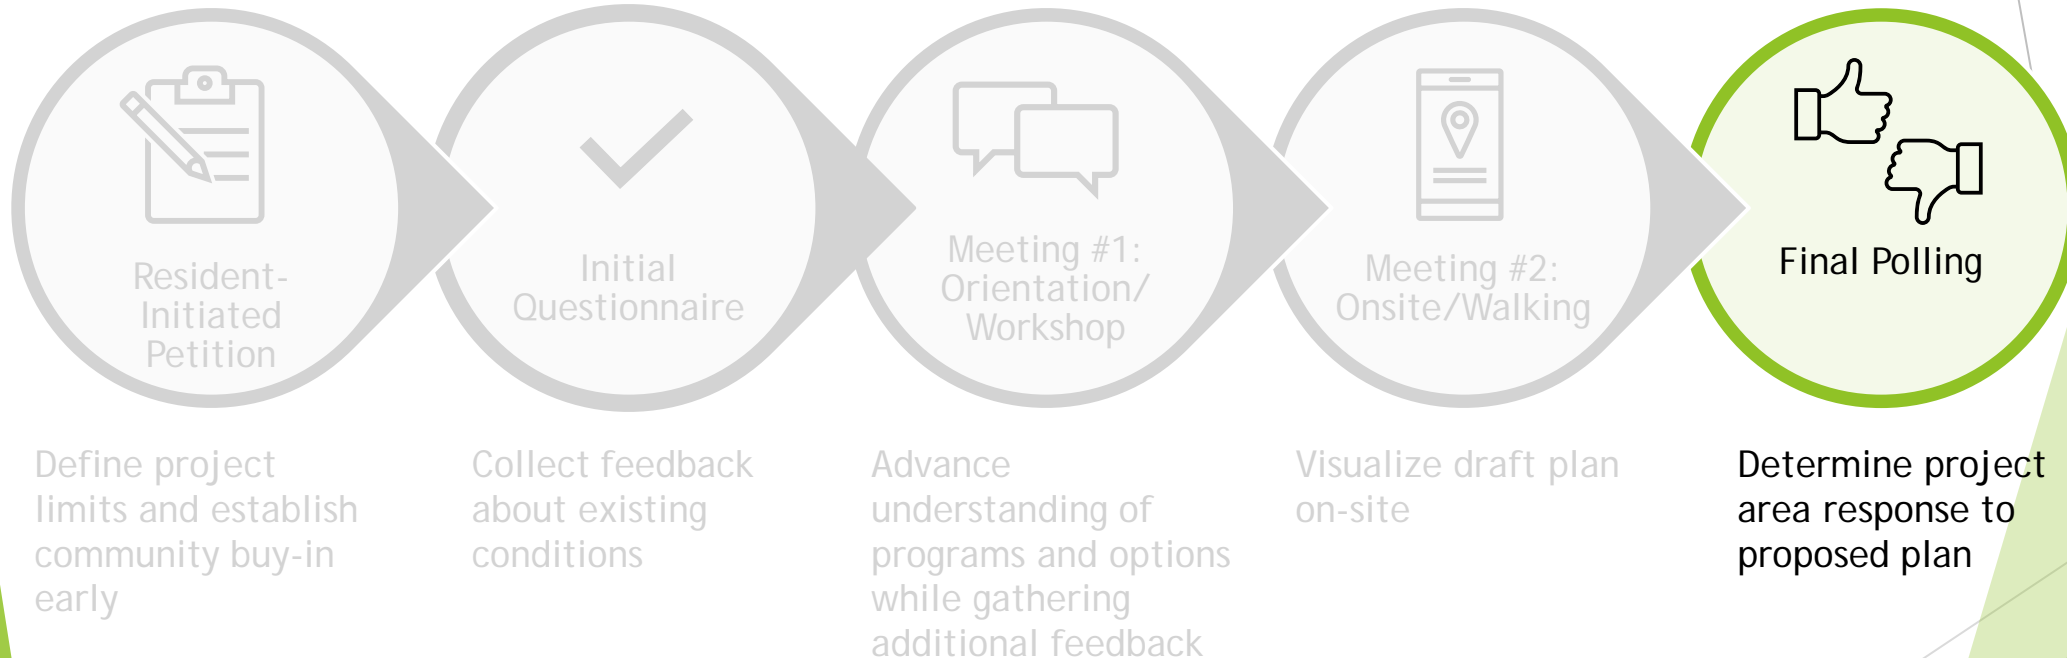 Resident-
Initiated
Petition
Initial
Questionnaire
Meeting #1:
Orientation/
Workshop
Meeting #2:
Onsite/Walking
Final Polling
Define project
limits and establish
community buy-in
early
Collect feedback
about existing
conditions
Advance
understanding of
programs and options
while gathering
additional feedback
Visualize draft plan
on-site
Determine project
area response to
proposed plan